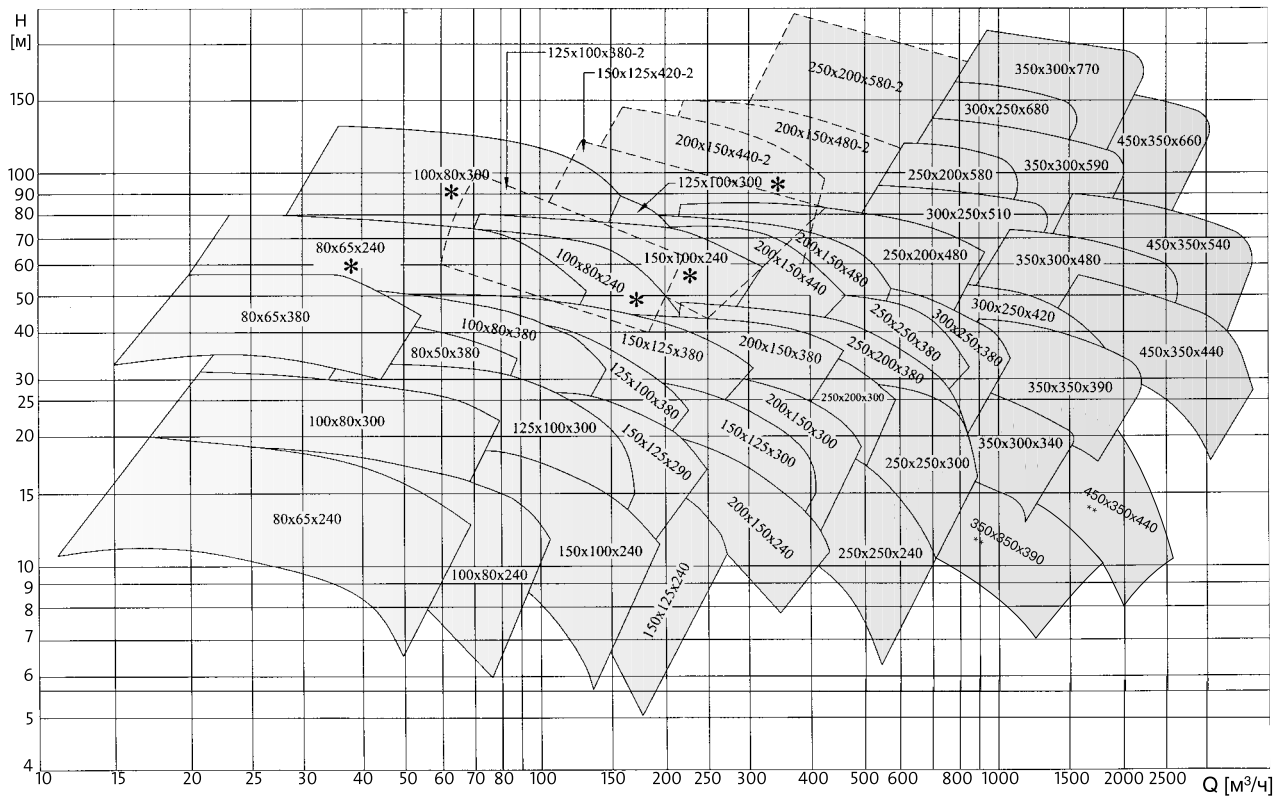 H
[м]
125x100x380-2
150x125x420-2
250x200x580-2
350x300x770
150
300x250x680
200x150x480-2
450x350x660
200x150x440-2
350x300x590
100
100x80x300
*
125x100x300
*
250x200x580
90
80
300x250x510
70
80x65x240
*
150x100x240
*
200x150x440
200x150x480
250x200x480
350x300x480
450x350x540
60
100x80x240
*
50
80x65x380
100x80x380
250x250x380
300x250x380
300x250x420
40
80x50x380
150x125x380
200x150x380
250x200x380
450x350x440
30
125x100x380
250x200x300
350x350x390
25
100x80x300
125x100x300
150x125x290
150x125x300
200x150x300
350x300x340
20
250x250x300
15
80x65x240
200x150x240
350x350x390
**
450x350x440
**
150x100x240
250x250x240
10
100x80x240
150x125x240
9
8
7
6
5
4
10 15 20 25 30 40 50 60 70 80 100 150 200 250 300 400 500 600 800 1000 1500 2000 2500
Q [м³/ч]